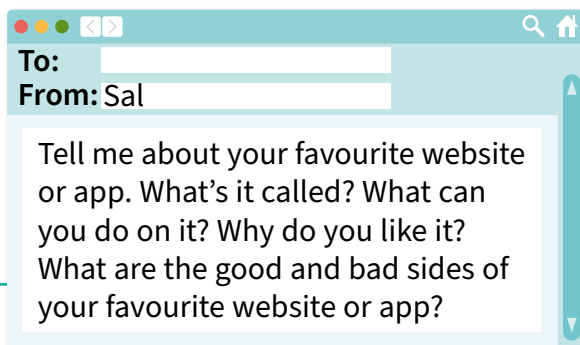 To:
From: Sal
Tell me about your favourite website
or app. What’s it called? What can
you do on it? Why do you like it?
What are the good and bad sides of
your favourite website or app?